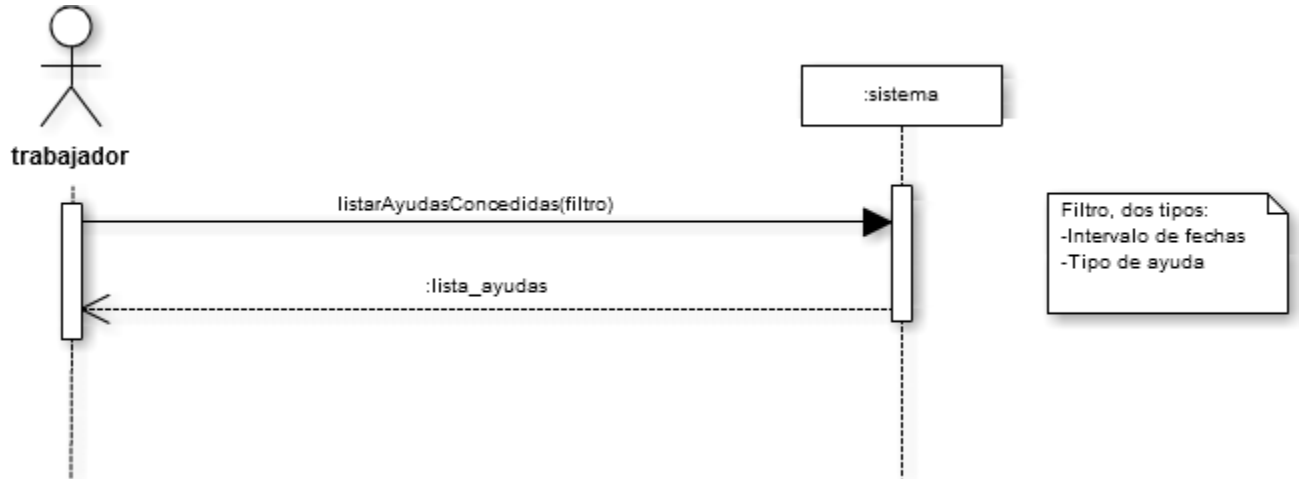 :sistema
trabajador
listarAyudasConcedidas(filtro)
Filtro, dos tipos:
-Intervalo de fechas
-Tipo de ayuda
:lista_ayudas